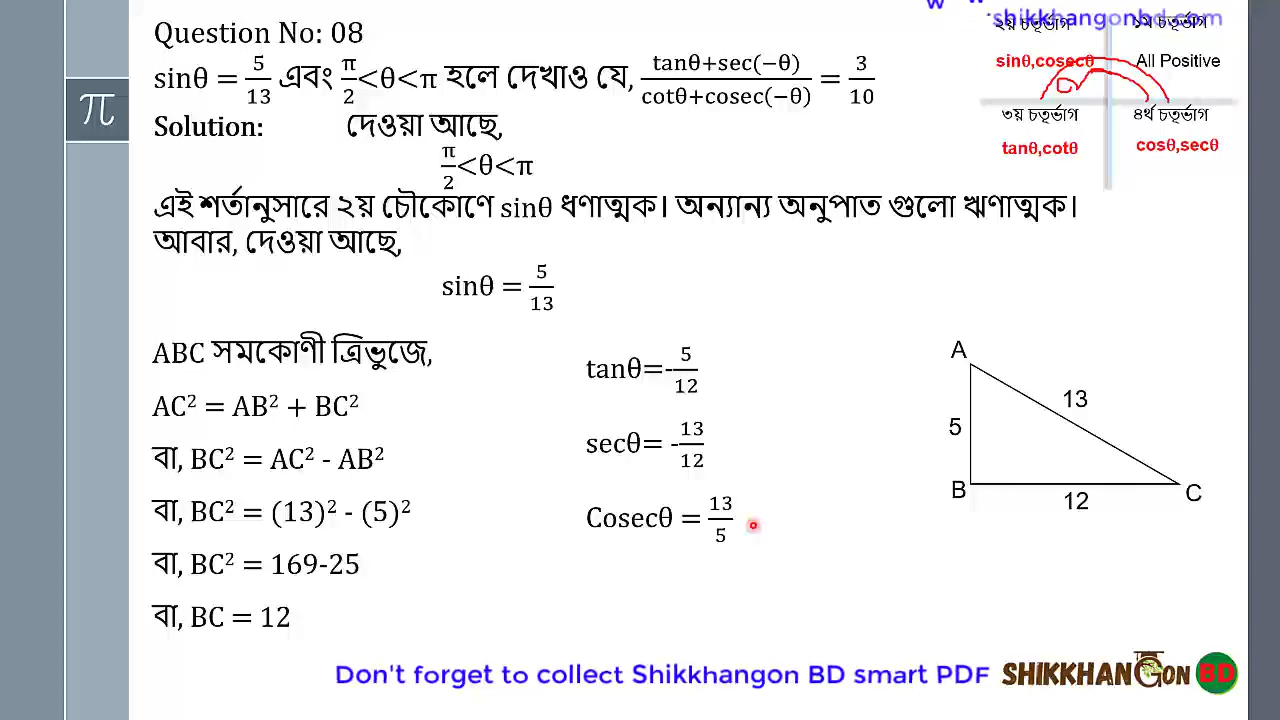 shikkhangonbd.com
Question No: 08
sinθ = 5/13 এবং π/2<θ<π হলে দেখাও যে, (tanθ+sec(−θ))/(cotθ+cosec(−θ)) = 3/10
Solution: দেওয়া আছে,
π/2<θ<π
এই শর্তানুসারে ২য় চৌকোণে sinθ ধণাত্মক। অন্যান্য অনুপাত গুলো ঋণাত্মক।
আবার, দেওয়া আছে,
sinθ = 5/13
ABC সমকোণী ত্রিভুজে,
AC² = AB² + BC²
বা, BC² = AC² - AB²
বা, BC² = (13)² - (5)²
বা, BC² = 169-25
বা, BC = 12
tanθ=-5/12
secθ= -13/12
Cosecθ = 13/5
২য় চতূর্ভাগ ১ম চতূর্ভাগ
sinθ,cosecθ All Positive
৩য় চতূর্ভাগ ৪র্থ চতূর্ভাগ
tanθ,cotθ cosθ,secθ
A
13
5
B
C
12
π
Don't forget to collect Shikkhangon BD smart PDF
SHIKKHANGON BD